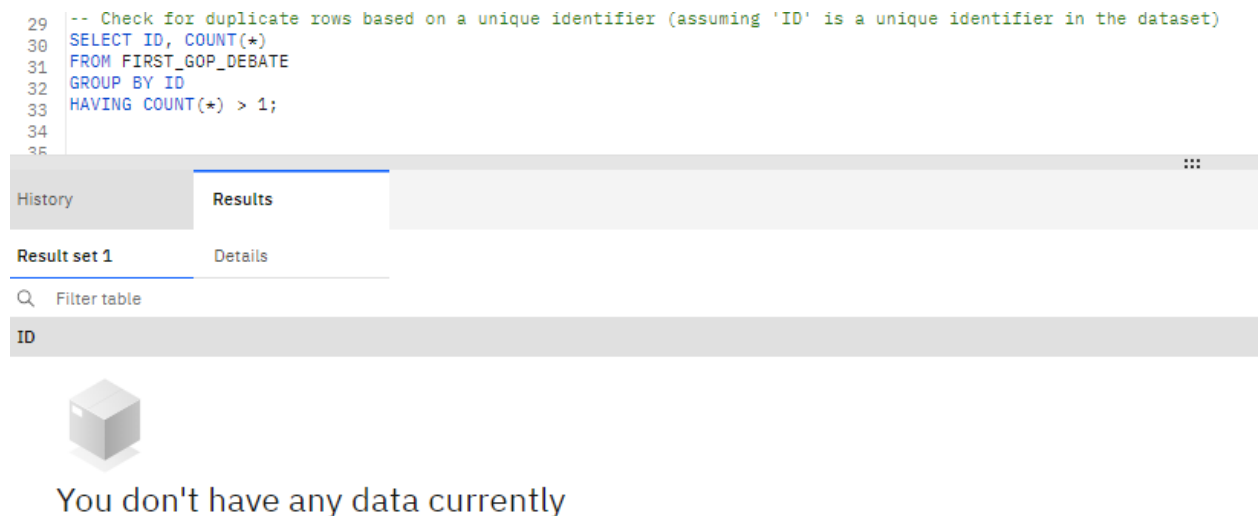 29 -- Check for duplicate rows based on a unique identifier (assuming 'ID' is a unique identifier in the dataset)
30 SELECT ID, COUNT(*)
31 FROM FIRST_GOP_DEBATE
32 GROUP BY ID
33 HAVING COUNT(*) > 1;
34
35
History Results
Result set 1 Details
Filter table
ID
You don't have any data currently